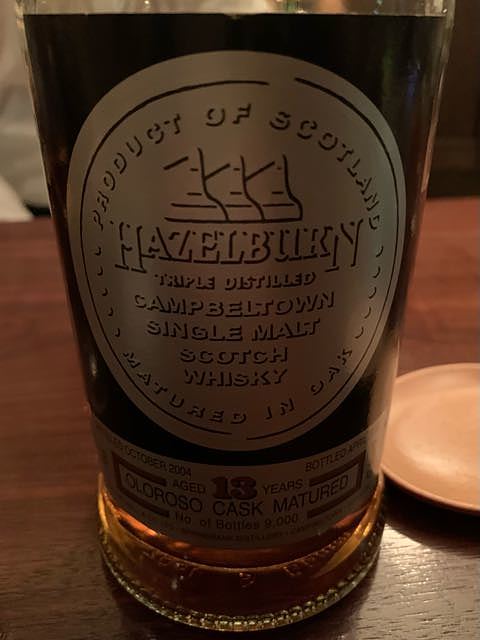 PRODUCT OF SCOTLAND
HAZELBURN
TRIPLE DISTILLED
CAMPBELTOWN
SINGLE MALT
SCOTCH
WHISKY
MATURED IN OAK
OCTOBER 2004
BOTTLED
AGED 13 YEARS
OLOROSO CASK MATURED
No. of Bottles 9,000